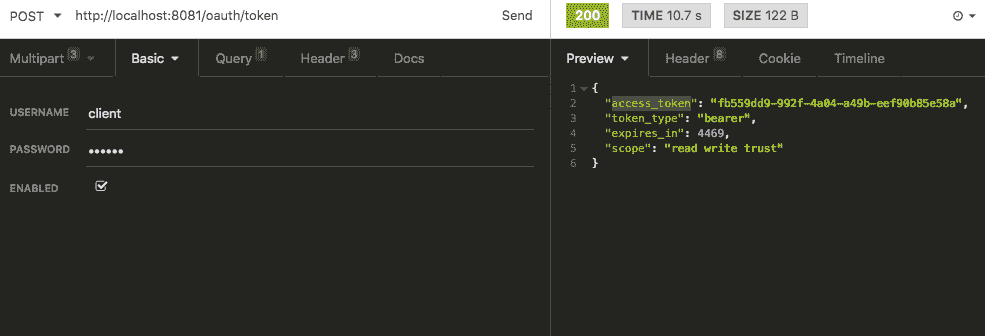 POST http://localhost:8081/oauth/token Send
200 TIME 10.7 s SIZE 122 B
Multipart 3 Basic Query 1 Header 3 Docs
Preview Header 8 Cookie Timeline
USERNAME client
PASSWORD ••••••
ENABLED
1 {
2 "access_token": "fb559dd9-992f-4a04-a49b-eef90b85e58a",
3 "token_type": "bearer",
4 "expires_in": 4469,
5 "scope": "read write trust"
6 }